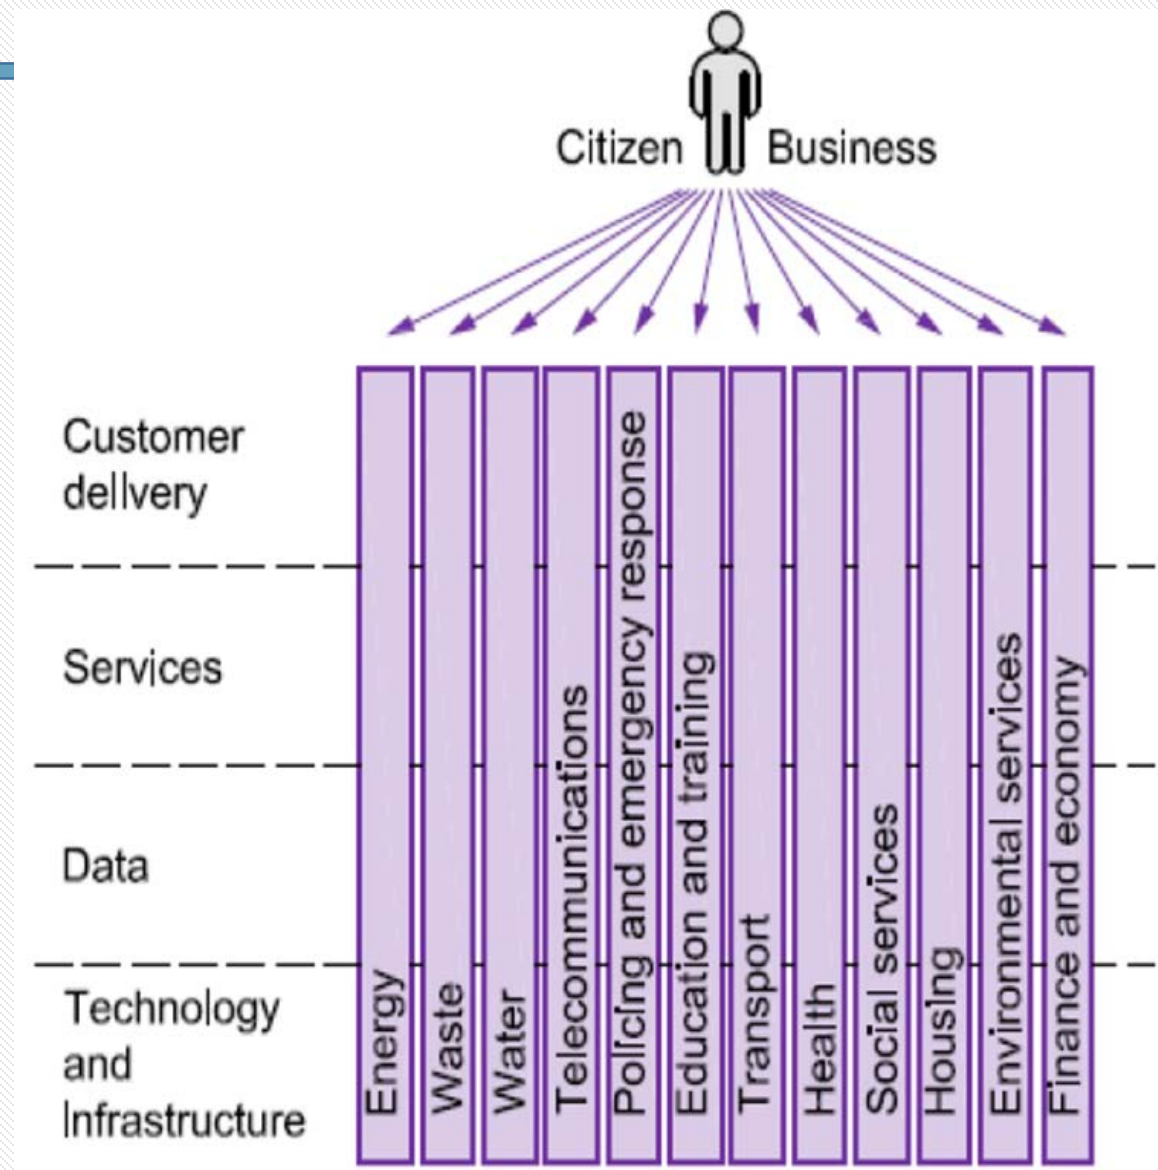 Citizen Business
Customer
delivery
Services
Data
Technology
and
Infrastructure
Energy
Waste
Water
Telecommunications
Policing and emergency response
Education and training
Transport
Health
Social services
Housing
Environmental services
Finance and economy